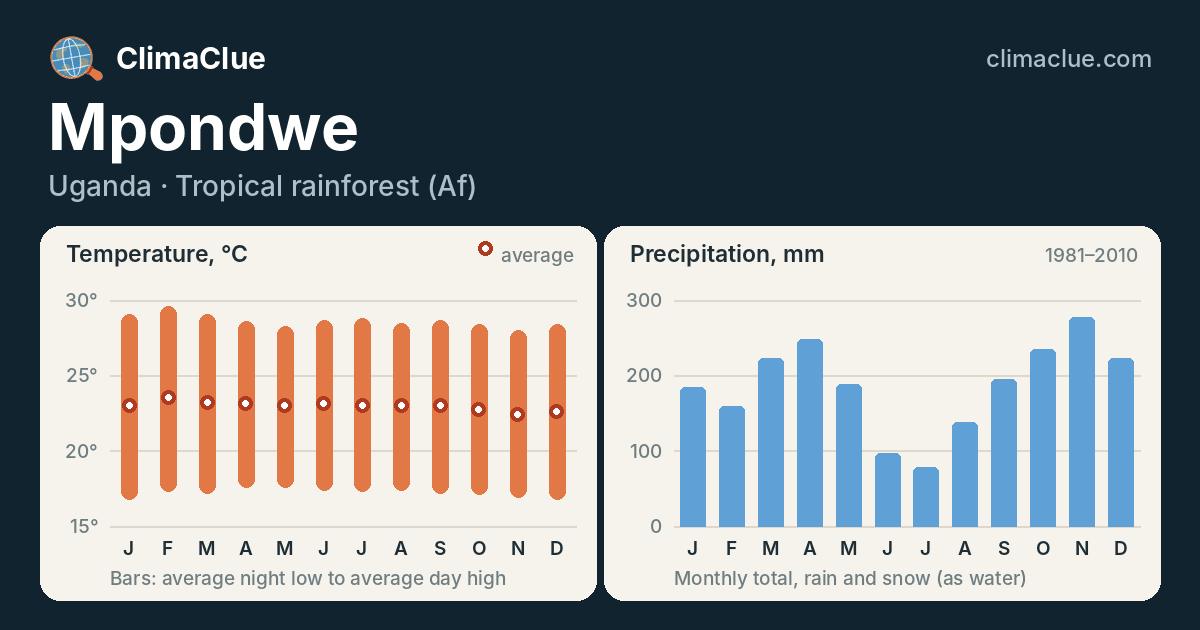 ClimaClue
climaclue.com
Mpondwe
Uganda · Tropical rainforest (Af)
Temperature, °C
average
30°
25°
20°
15°
J F M A M J J A S O N D
Bars: average night low to average day high
Precipitation, mm
1981–2010
300
200
100
0
J F M A M J J A S O N D
Monthly total, rain and snow (as water)